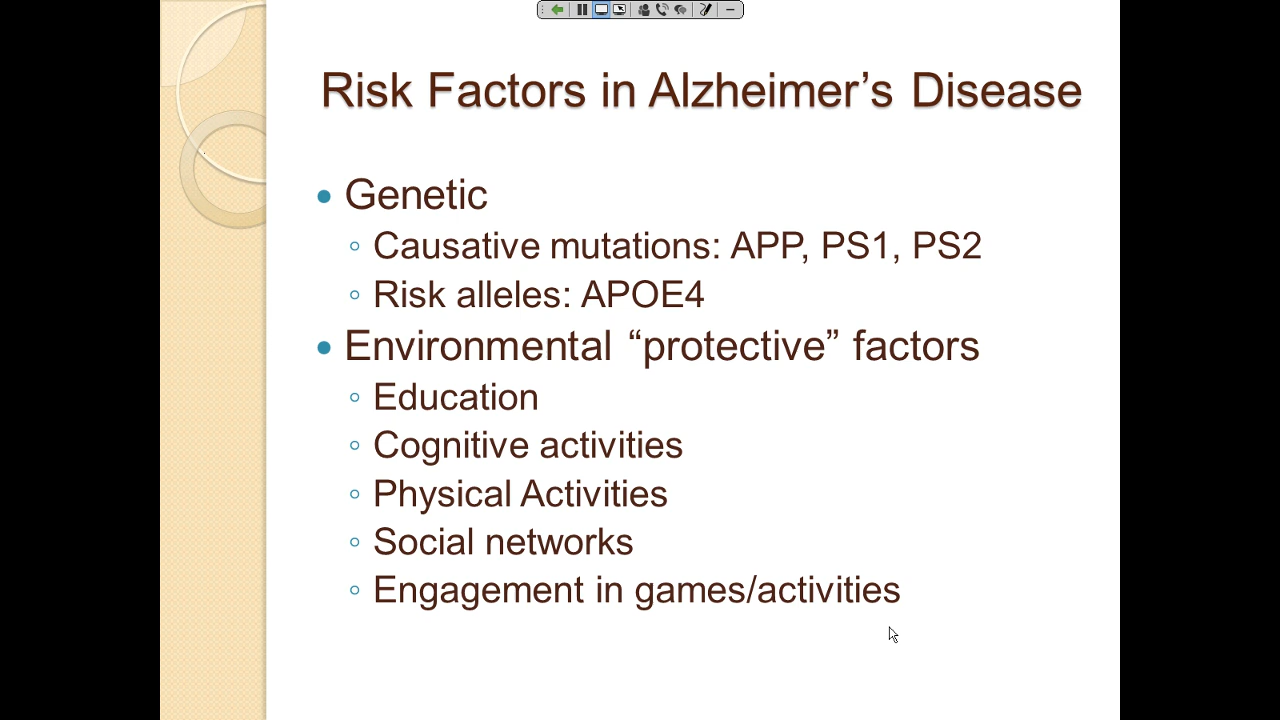 Risk Factors in Alzheimer’s Disease
Genetic
Causative mutations: APP, PS1, PS2
Risk alleles: APOE4
Environmental “protective” factors
Education
Cognitive activities
Physical Activities
Social networks
Engagement in games/activities